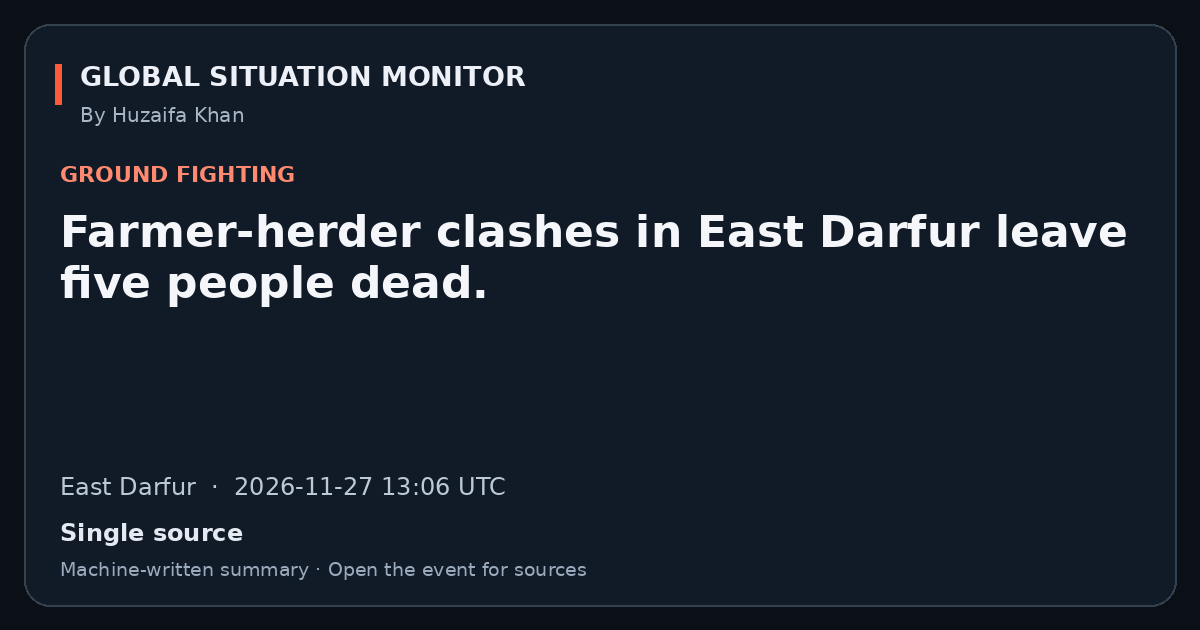 GLOBAL SITUATION MONITOR
By Huzaifa Khan
GROUND FIGHTING
Farmer-herder clashes in East Darfur leave
five people dead.
East Darfur · 2026-11-27 13:06 UTC
Single source
Machine-written summary · Open the event for sources